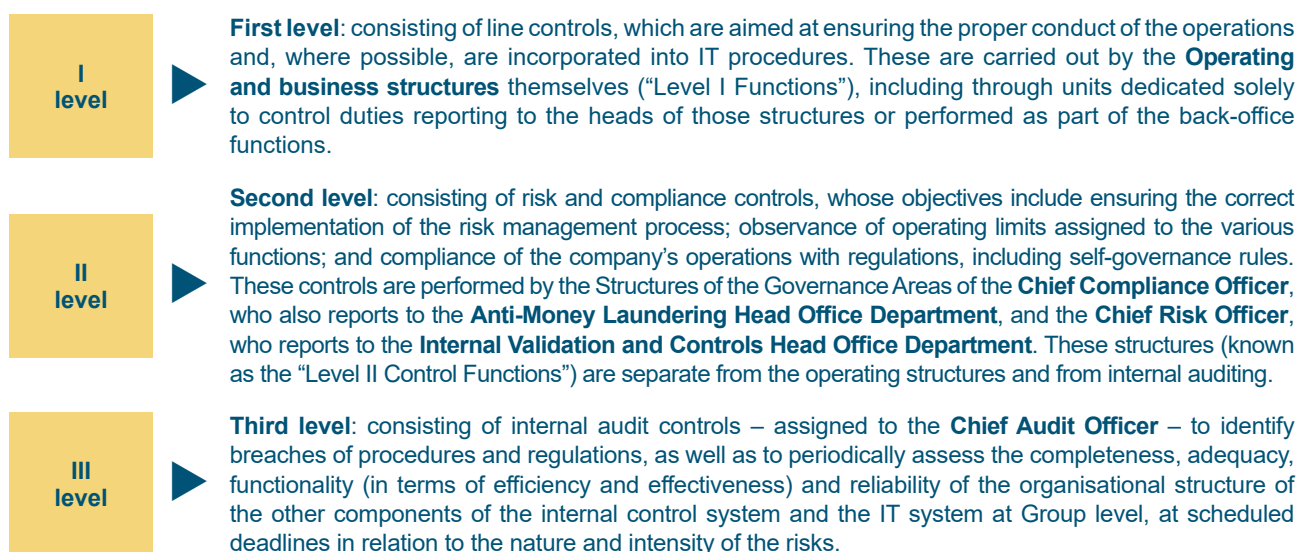 I
level
First level: consisting of line controls, which are aimed at ensuring the proper conduct of the operations
and, where possible, are incorporated into IT procedures. These are carried out by the Operating
and business structures themselves (“Level I Functions”), including through units dedicated solely
to control duties reporting to the heads of those structures or performed as part of the back-office
functions.
II
level
Second level: consisting of risk and compliance controls, whose objectives include ensuring the correct
implementation of the risk management process; observance of operating limits assigned to the various
functions; and compliance of the company’s operations with regulations, including self-governance rules.
These controls are performed by the Structures of the Governance Areas of the Chief Compliance Officer,
who also reports to the Anti-Money Laundering Head Office Department, and the Chief Risk Officer,
who reports to the Internal Validation and Controls Head Office Department. These structures (known
as the “Level II Control Functions”) are separate from the operating structures and from internal auditing.
III
level
Third level: consisting of internal audit controls – assigned to the Chief Audit Officer – to identify
breaches of procedures and regulations, as well as to periodically assess the completeness, adequacy,
functionality (in terms of efficiency and effectiveness) and reliability of the organisational structure of
the other components of the internal control system and the IT system at Group level, at scheduled
deadlines in relation to the nature and intensity of the risks.